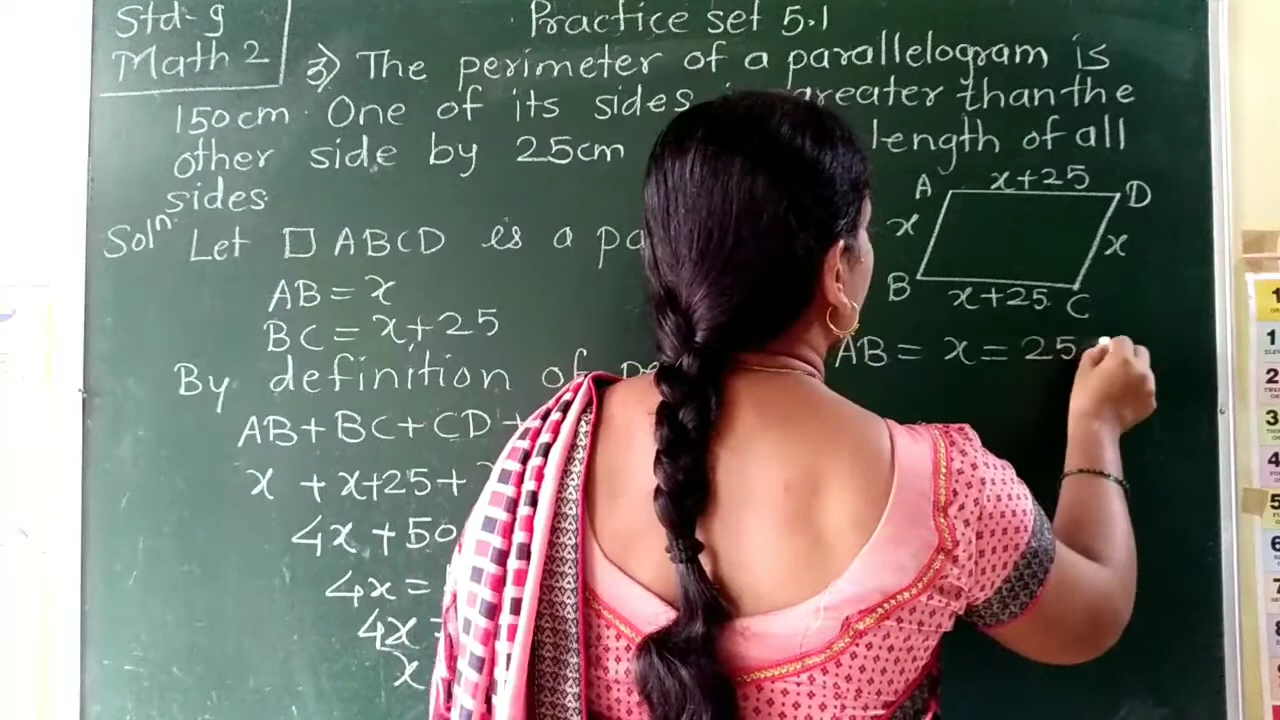 Std-9
Math 2
Practice set 5.1
3) The perimeter of a parallelogram is
150cm. One of its sides greater than the
other side by 25cm length of all
sides.
Solⁿ. Let □ ABCD is a
AB = x
BC = x+25
By definition of
AB+BC+CD+
x + x+25+
4x +50
4x =
4x =
x
A x+25 D
x x
B x+25 C
AB = x = 25